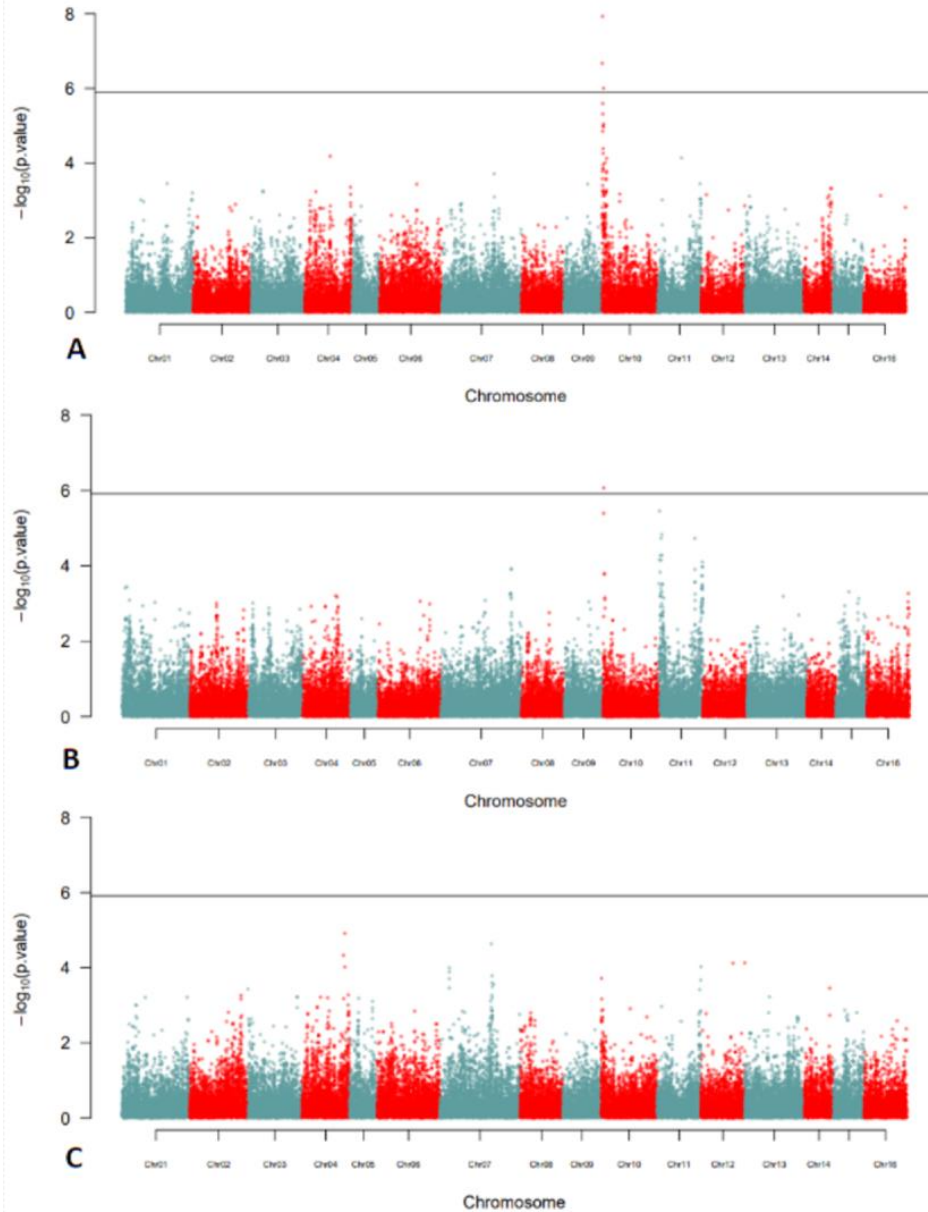 8
6
4
2
0
−log₁₀(p.value)
A
Chr01 Chr02 Chr03 Chr04 Chr05 Chr06 Chr07 Chr08 Chr09 Chr10 Chr11 Chr12 Chr13 Chr14 Chr16
Chromosome
8
6
4
2
0
−log₁₀(p.value)
B
Chr01 Chr02 Chr03 Chr04 Chr05 Chr06 Chr07 Chr08 Chr09 Chr10 Chr11 Chr12 Chr13 Chr14 Chr16
Chromosome
8
6
4
2
0
−log₁₀(p.value)
C
Chr01 Chr02 Chr03 Chr04 Chr05 Chr06 Chr07 Chr08 Chr09 Chr10 Chr11 Chr12 Chr13 Chr14 Chr16
Chromosome